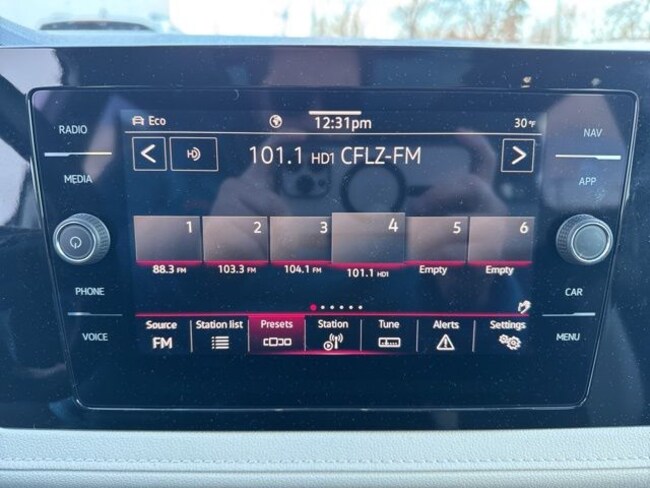 RADIO
MEDIA
PHONE
VOICE
Eco
12:31pm
30°F
HD
101.1 HD1 CFLZ-FM
1
2
3
4
5
6
88.3 FM
103.3 FM
104.1 FM
101.1 HD1
Empty
Empty
Source
Station list
Presets
Station
Tune
Alerts
Settings
FM
NAV
APP
CAR
MENU